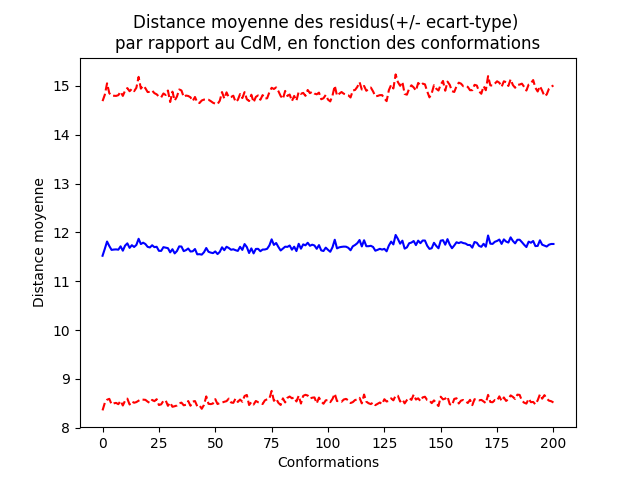 Distance moyenne des residus(+/- ecart-type)
par rapport au CdM, en fonction des conformations
Distance moyenne
15
14
13
12
11
10
9
8
0 25 50 75 100 125 150 175 200
Conformations